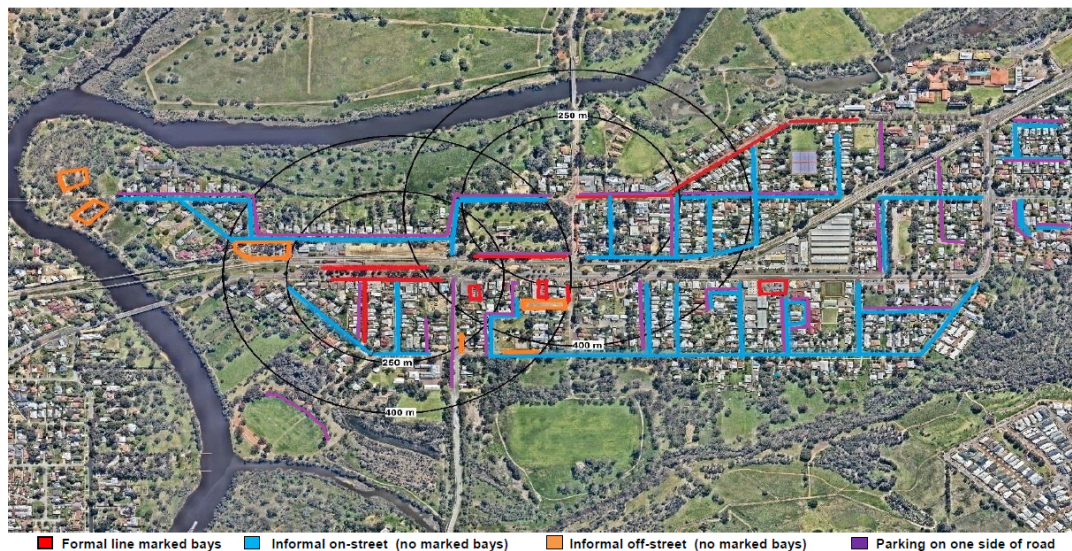 250 m
400 m
250 m
400 m
Formal line marked bays Informal on-street (no marked bays) Informal off-street (no marked bays) Parking on one side of road